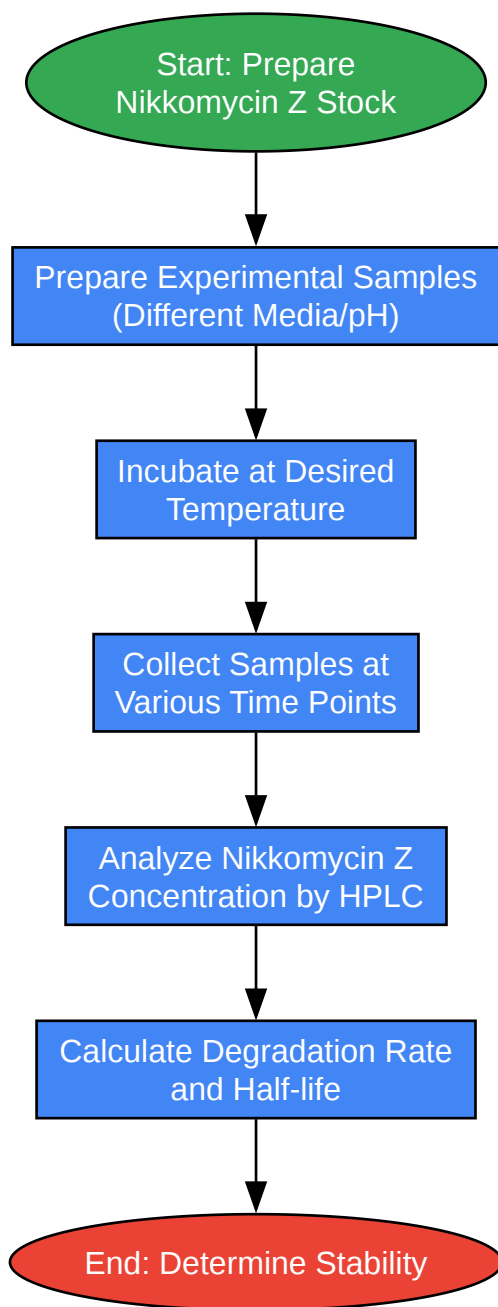 Start: Prepare
Nikkomycin Z Stock
Prepare Experimental Samples
(Different Media/pH)
Incubate at Desired
Temperature
Collect Samples at
Various Time Points
Analyze Nikkomycin Z
Concentration by HPLC
Calculate Degradation Rate
and Half-life
End: Determine Stability